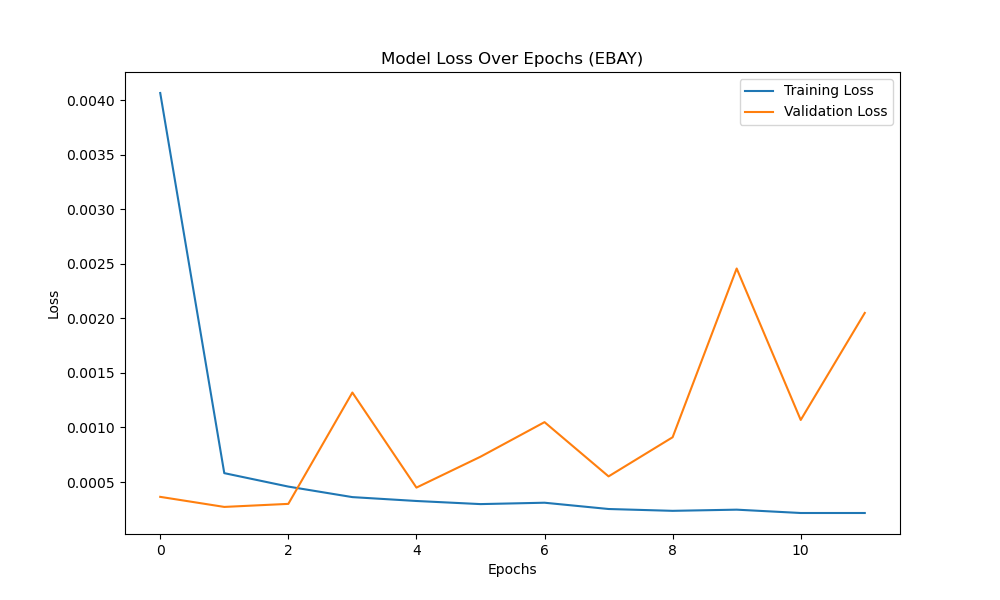 Model Loss Over Epochs (EBAY)
Training Loss
Validation Loss
0.0040
0.0035
0.0030
0.0025
0.0020
0.0015
0.0010
0.0005
Loss
0 2 4 6 8 10
Epochs